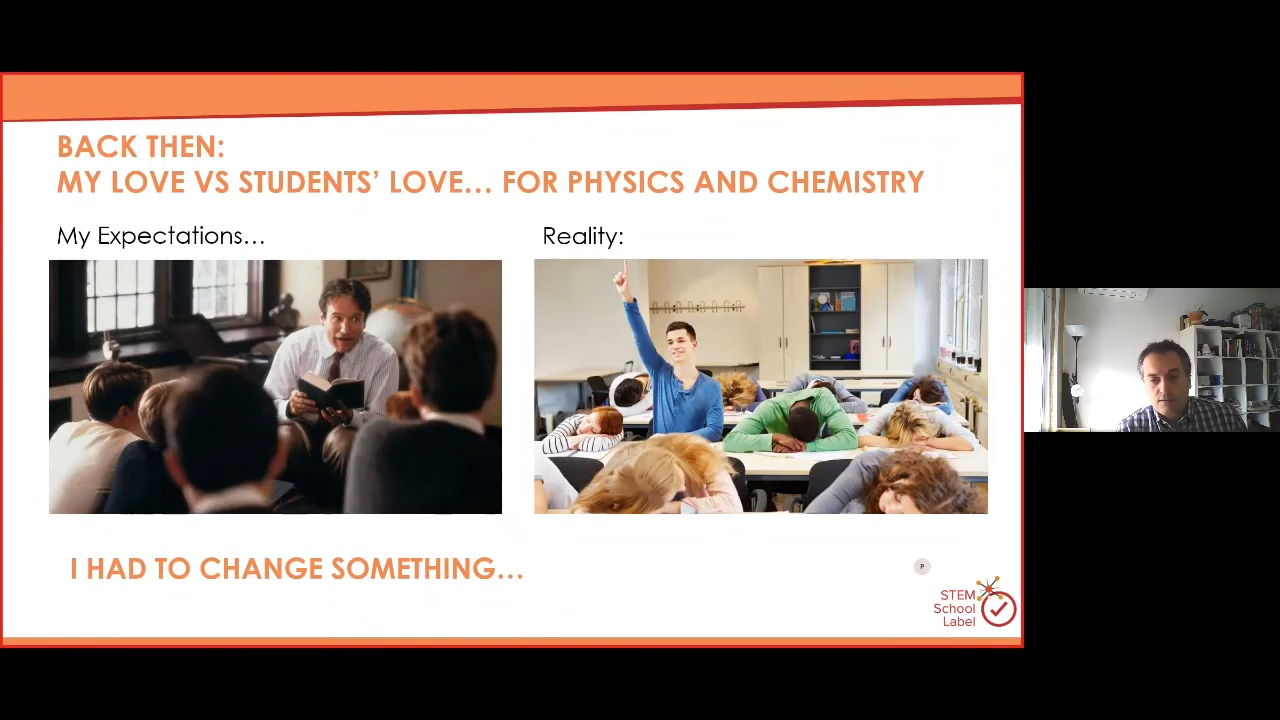 BACK THEN:
MY LOVE VS STUDENTS’ LOVE… FOR PHYSICS AND CHEMISTRY
My Expectations…
Reality:
I HAD TO CHANGE SOMETHING…
P
STEM
School
Label